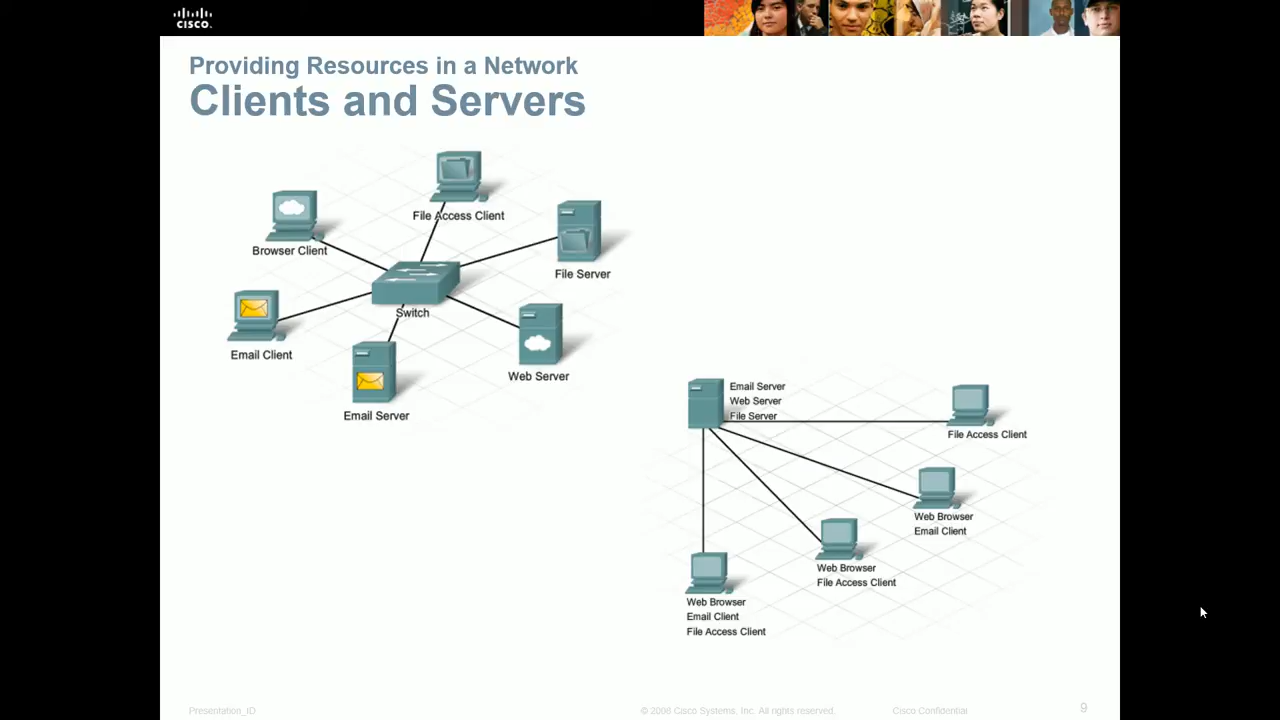 CISCO.
Providing Resources in a Network
Clients and Servers
File Access Client
Browser Client
File Server
Switch
Email Client
Web Server
Email Server
Email Server
Web Server
File Server
File Access Client
Web Browser
Email Client
Web Browser
File Access Client
Web Browser
Email Client
File Access Client
Presentation_ID
© 2008 Cisco Systems, Inc. All rights reserved.
Cisco Confidential
9